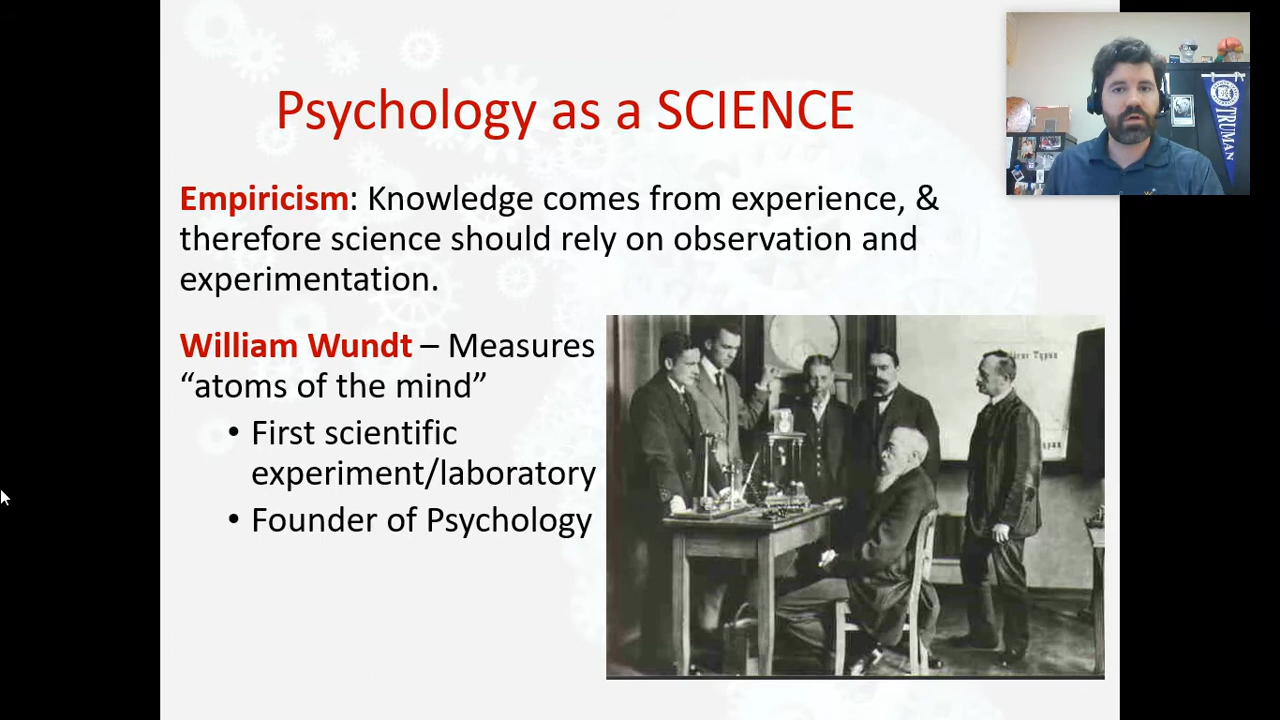 Psychology as a SCIENCE
Empiricism: Knowledge comes from experience, &
therefore science should rely on observation and
experimentation.
William Wundt – Measures
“atoms of the mind”
• First scientific
experiment/laboratory
• Founder of Psychology
TRUMAN